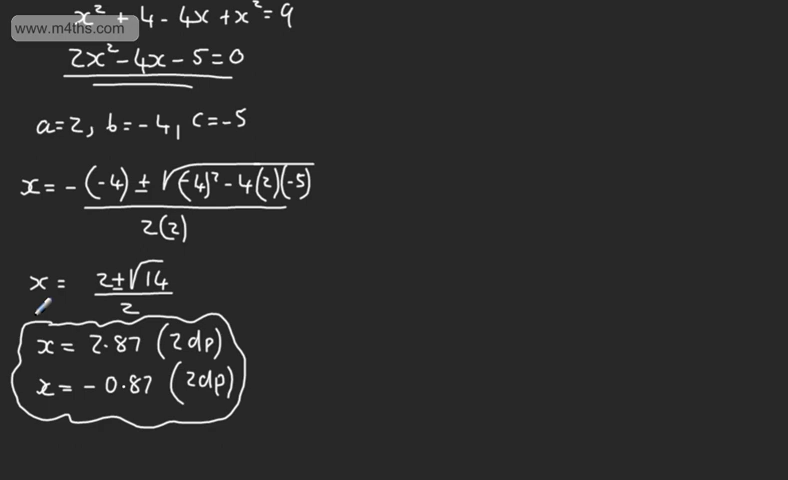 www.m4ths.com
x² + 4 - 4x + x² = 9
2x² - 4x - 5 = 0
a = 2, b = -4, c = -5
x = -(-4) ± √(-4)² - 4(2)(-5)
2(2)
x = 2 ± √14
2
x = 2.87 (2dp)
x = -0.87 (2dp)